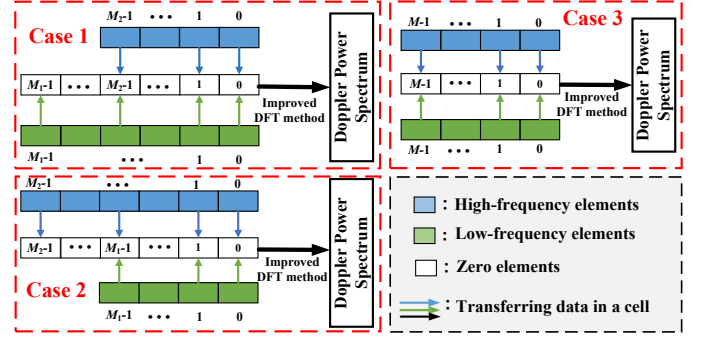 Case 1
M₂-1 ••• 1 0
M₁-1 ••• M₂-1 ••• 1 0
Improved
DFT method
Doppler Power
Spectrum
M₁-1 ••• 1 0
Case 3
M-1 ••• 1 0
M-1 ••• 1 0
Improved
DFT method
Doppler Power
Spectrum
M-1 ••• 1 0
M₂-1 ••• 1 0
M₂-1 ••• M₁-1 ••• 1 0
Improved
DFT method
Doppler Power
Spectrum
Case 2
M₁-1 ••• 1 0
: High-frequency elements
: Low-frequency elements
: Zero elements
: Transferring data in a cell